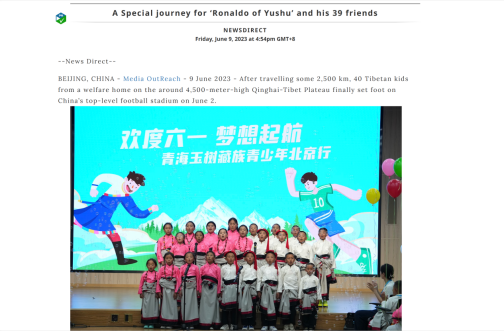 A Special journey for 'Ronaldo of Yushu' and his 39 friends
NEWSDIRECT
Friday, June 9, 2023 at 4:54pm GMT+8
--News Direct--
BEIJING, CHINA - Media OutReach - 9 June 2023 - After travelling some 2,500 km, 40 Tibetan kids
from a welfare home on the around 4,500-meter-high Qinghai-Tibet Plateau finally set foot on
China's top-level football stadium on June 2.
欢度六一 梦想起航
青海玉树藏族青少年北京行
10